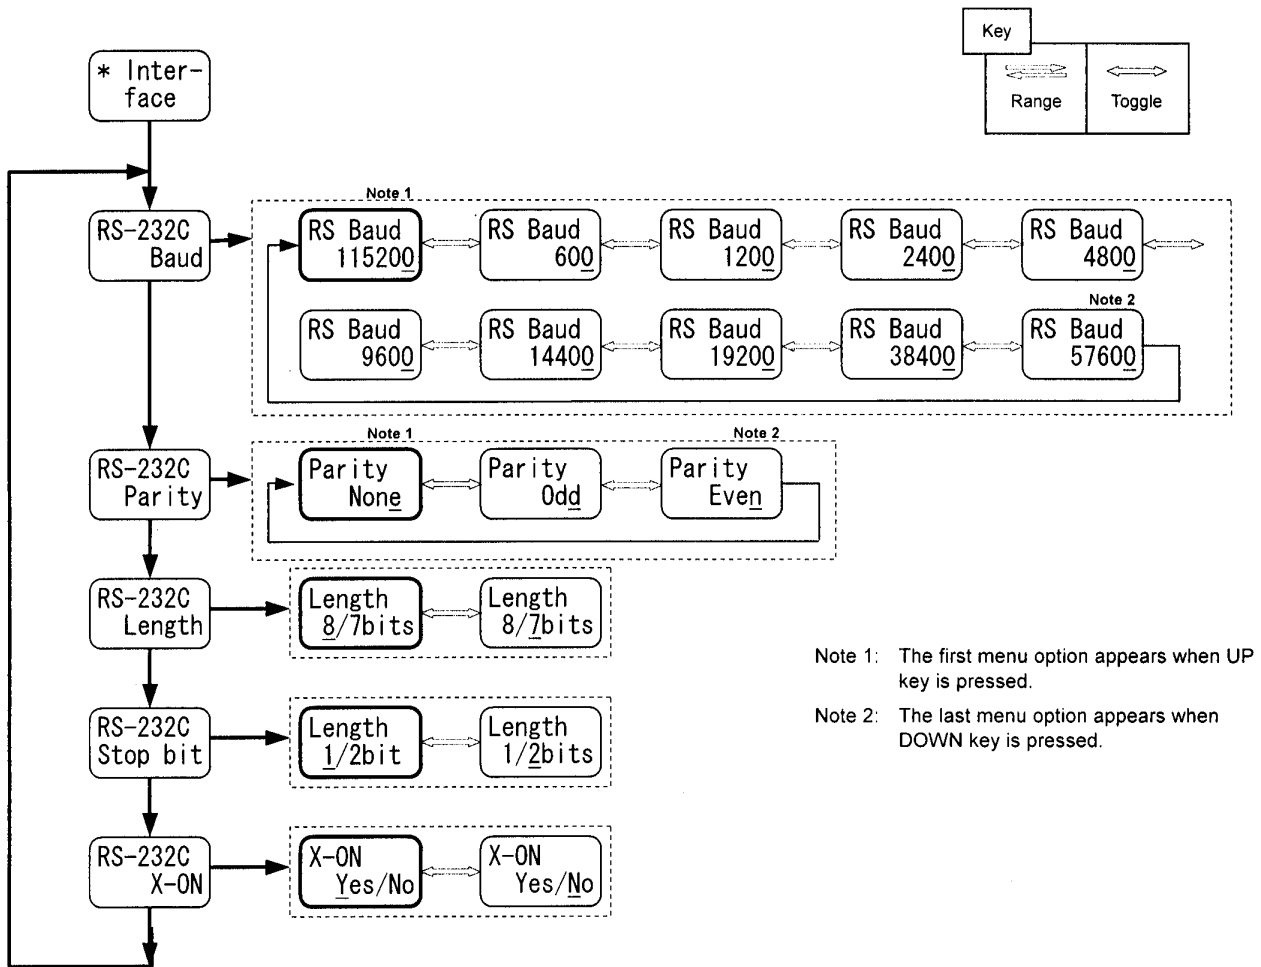 Key
Range Toggle
* Inter-
face
Note 1
RS-232C
Baud
RS Baud
115200
RS Baud
600
RS Baud
1200
RS Baud
2400
RS Baud
4800
Note 2
RS Baud
9600
RS Baud
14400
RS Baud
19200
RS Baud
38400
RS Baud
57600
Note 1
Note 2
RS-232C
Parity
Parity
None
Parity
Odd
Parity
Even
RS-232C
Length
Length
8/7bits
Length
8/7bits
Note 1: The first menu option appears when UP
key is pressed.
Note 2: The last menu option appears when
DOWN key is pressed.
RS-232C
Stop bit
Length
1/2bit
Length
1/2bits
RS-232C
X-ON
X-ON
Yes/No
X-ON
Yes/No